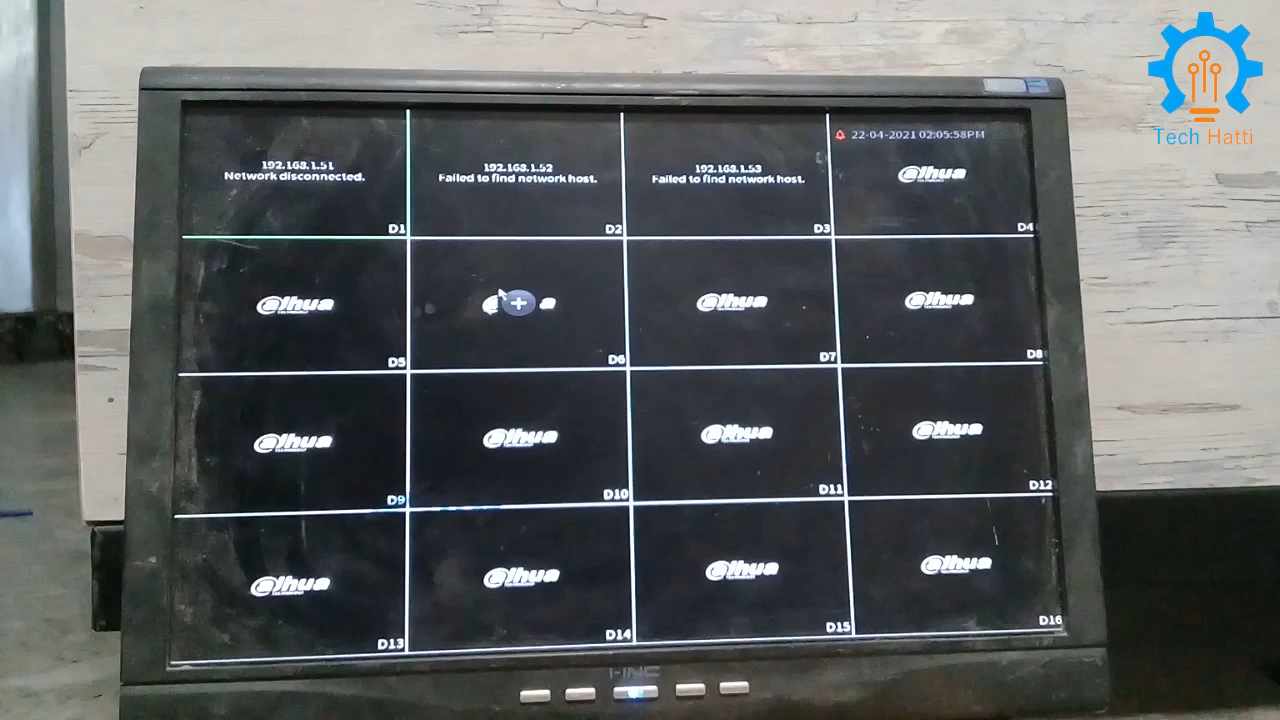 Tech Hatti
192.168.1.51
Network disconnected.
D1
192.168.1.52
Failed to find network host.
D2
192.168.1.53
Failed to find network host.
D3
22-04-2021 02:05:58PM
alhua
D4
alhua
D5
a
D6
alhua
D7
alhua
D8
alhua
D9
alhua
D10
alhua
D11
alhua
D12
alhua
D13
alhua
D14
alhua
D15
alhua
D16
I-INC